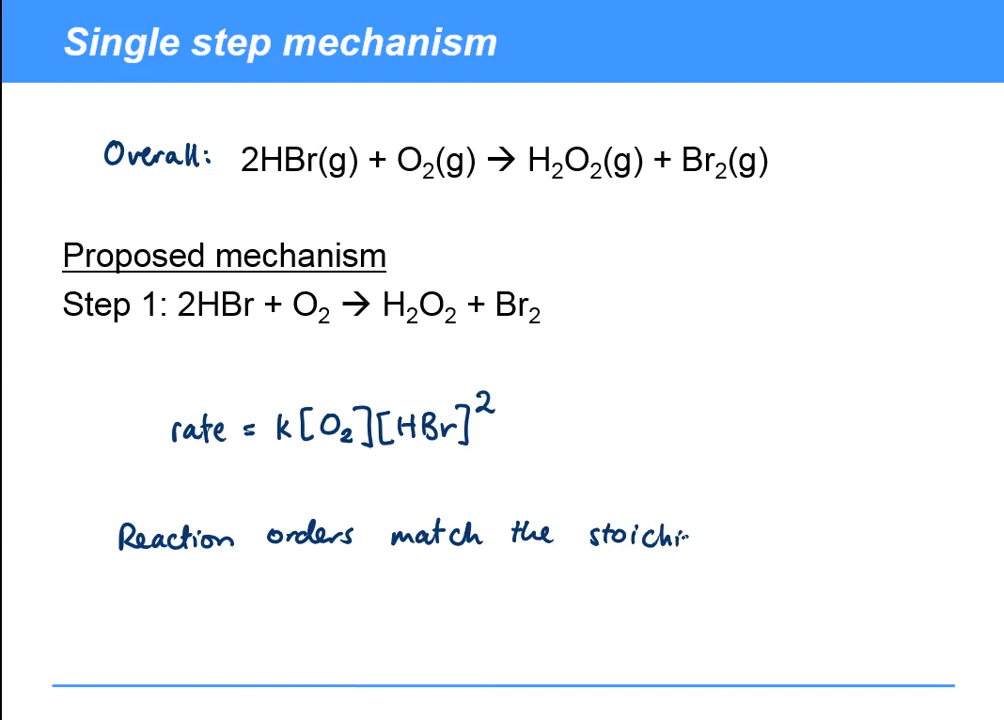 Single step mechanism
Overall: 2HBr(g) + O₂(g) → H₂O₂(g) + Br₂(g)
Proposed mechanism
Step 1: 2HBr + O₂ → H₂O₂ + Br₂
rate = k[O₂][HBr]²
Reaction orders match the stoichi